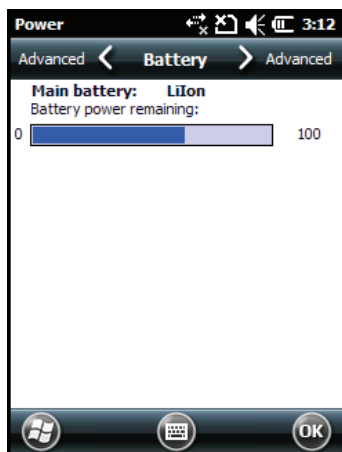 Power 3:12
Advanced Battery Advanced
Main battery: LiIon
Battery power remaining:
0 100
OK